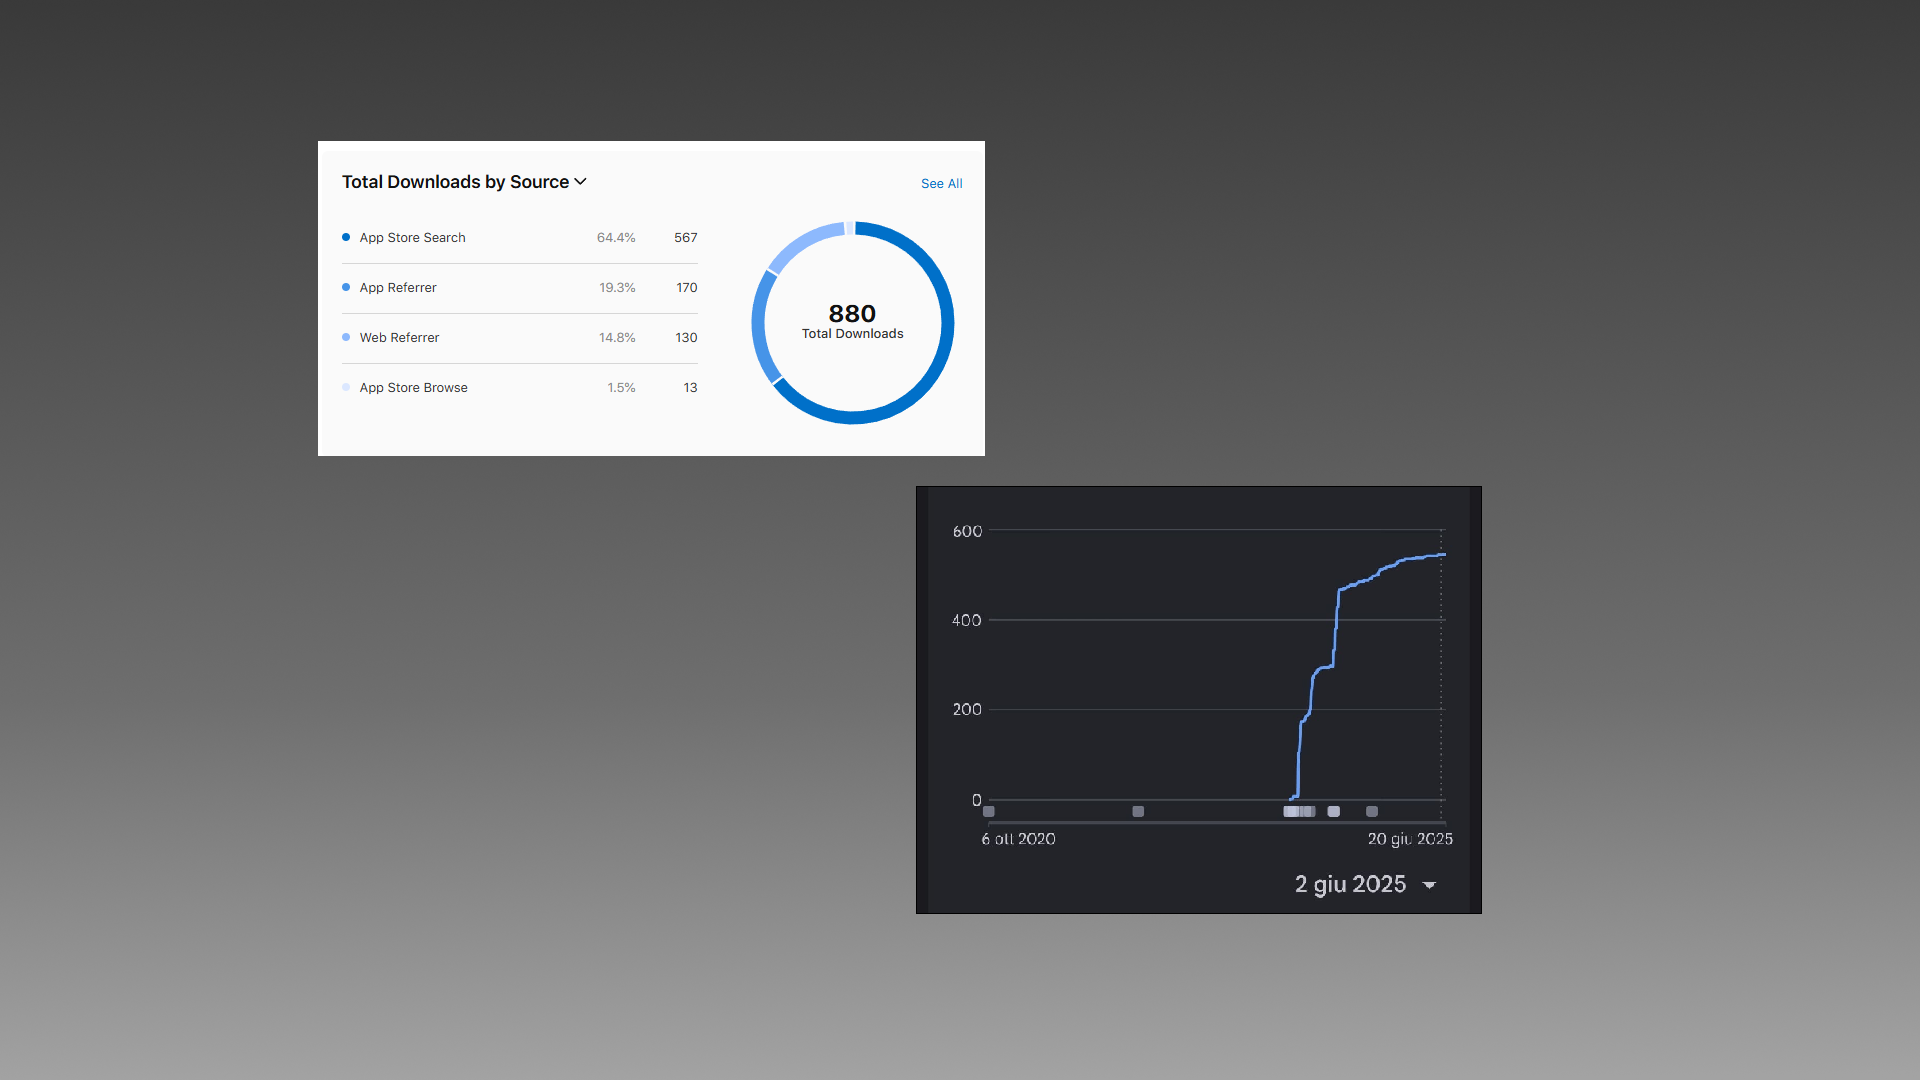 Total Downloads by Source
See All
App Store Search 64.4% 567
App Referrer 19.3% 170
Web Referrer 14.8% 130
App Store Browse 1.5% 13
880
Total Downloads
600
400
200
0
6 ott 2020
20 giu 2025
2 giu 2025